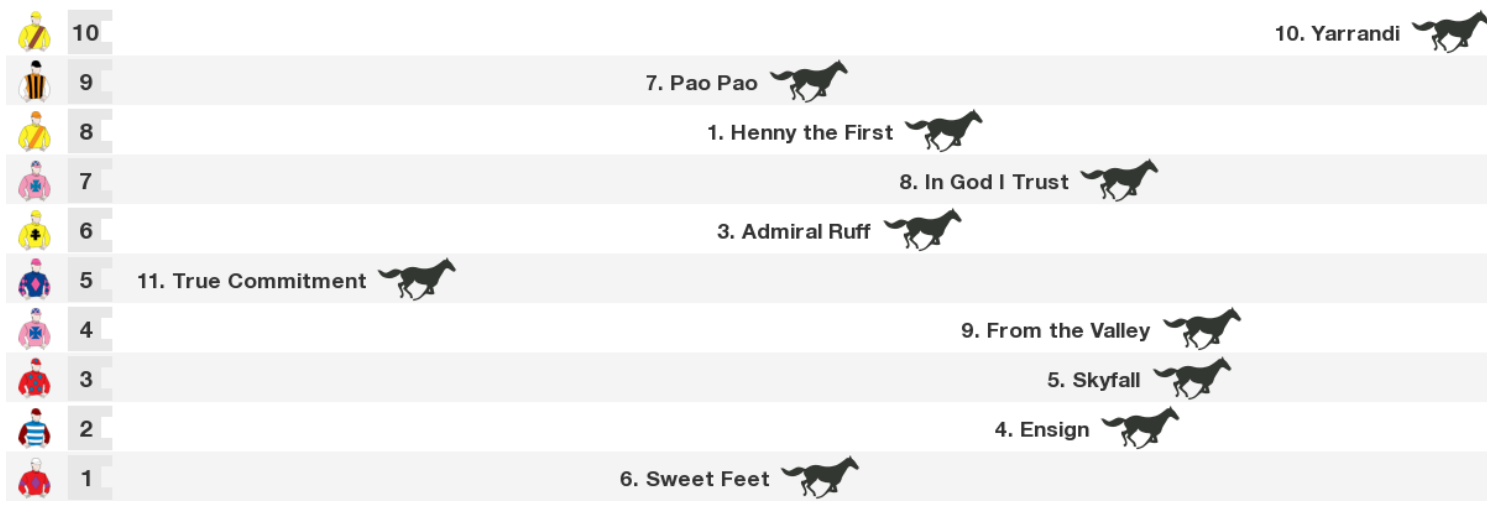 10 10. Yarrandi
9 7. Pao Pao
8 1. Henny the First
7 8. In God I Trust
6 3. Admiral Ruff
5 11. True Commitment
4 9. From the Valley
3 5. Skyfall
2 4. Ensign
1 6. Sweet Feet